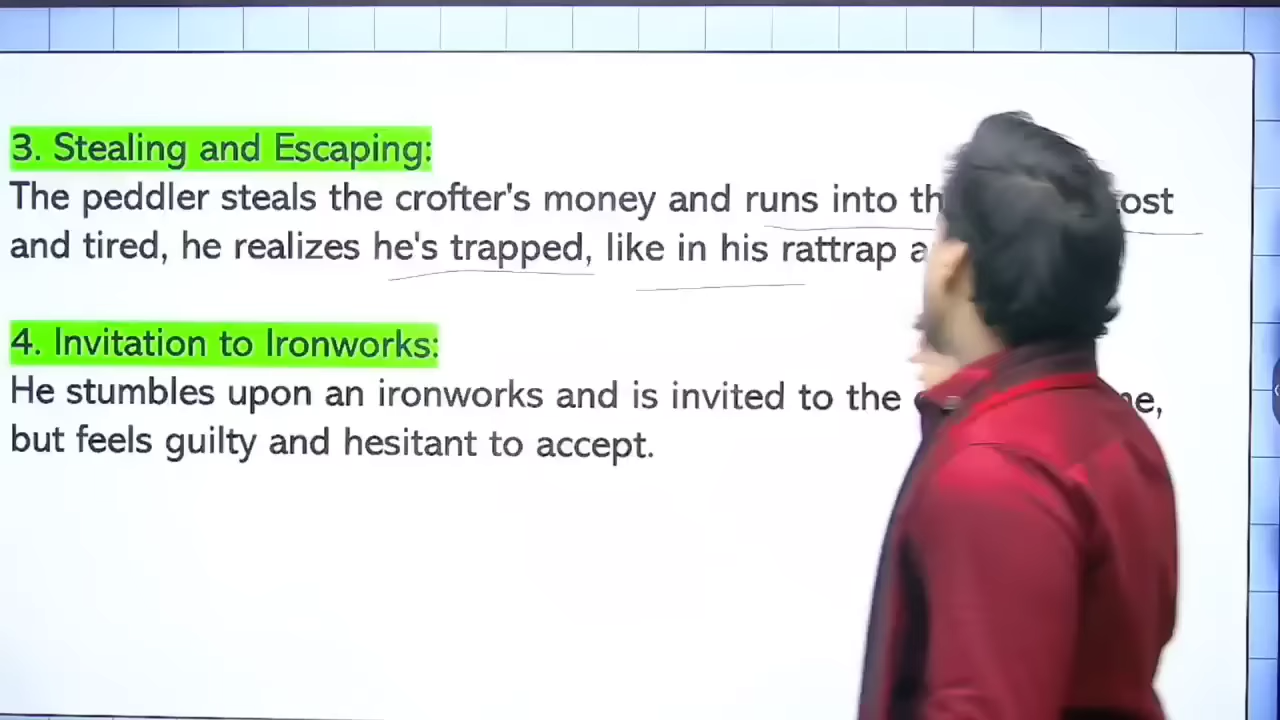 3. Stealing and Escaping:
The peddler steals the crofter's money and runs into
and tired, he realizes he's trapped, like in his rattrap
4. Invitation to Ironworks:
He stumbles upon an ironworks and is invited to the
but feels guilty and hesitant to accept.